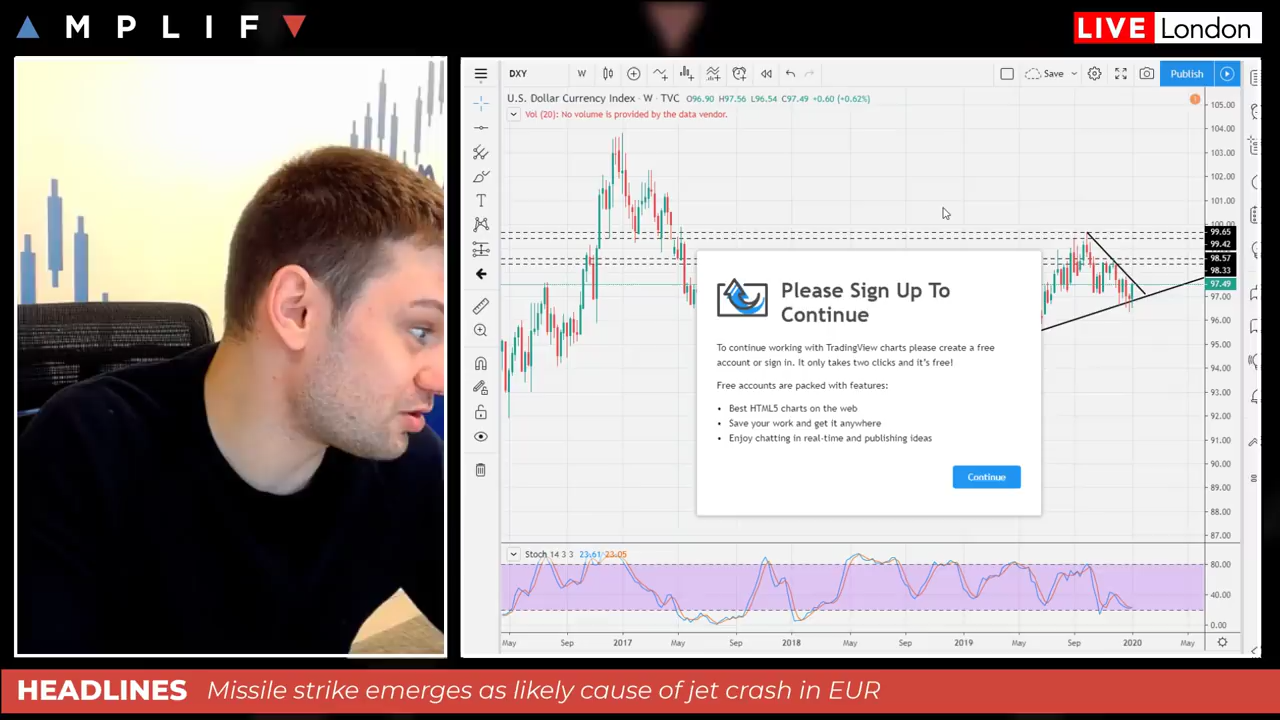 ▲ M P L I F ▼
LIVE London
DXY
W
Save
Publish
U.S. Dollar Currency Index · W · TVC O96.90 H97.56 L96.54 C97.49 +0.60 (+0.62%)
Vol (20): No volume is provided by the data vendor.
105.00
104.00
103.00
102.00
101.00
99.65
99.42
98.57
98.33
97.49
97.00
96.00
95.00
94.00
93.00
92.00
91.00
90.00
89.00
88.00
87.00
Please Sign Up To
Continue
To continue working with TradingView charts please create a free
account or sign in. It only takes two clicks and it's free!
Free accounts are packed with features:
• Best HTML5 charts on the web
• Save your work and get it anywhere
• Enjoy chatting in real-time and publishing ideas
Continue
Stoch 14 3 3 23.61 23.05
80.00
40.00
0.00
May Sep 2017 May Sep 2018 May Sep 2019 May Sep 2020 May
HEADLINES Missile strike emerges as likely cause of jet crash in EUR